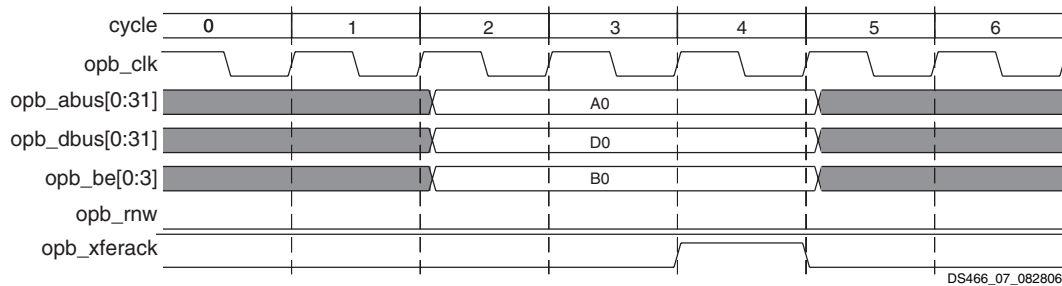 cycle 0 1 2 3 4 5 6
opb_clk
opb_abus[0:31] A0
opb_dbus[0:31] D0
opb_be[0:3] B0
opb_rnw
opb_xferack
DS466_07_082806